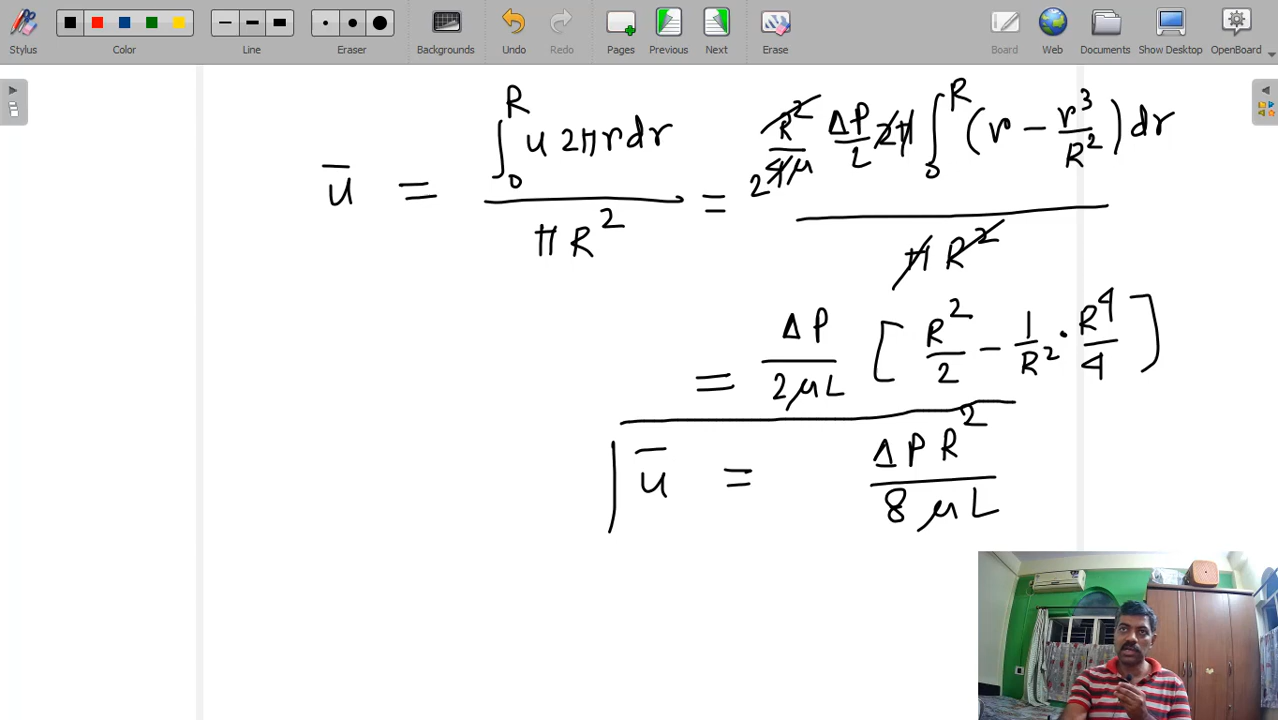 Stylus Color Line Eraser Backgrounds Undo Redo Pages Previous Next Erase Board Web Documents Show Desktop OpenBoard
ū = ∫₀ᴿ u 2πr dr / πR² = R²/4μ ΔP/L 2π ∫₀ᴿ (r − r³/R²) dr / πR²
= ΔP/2μL [R²/2 − 1/R² · R⁴/4]
ū = ΔP R²/8μL